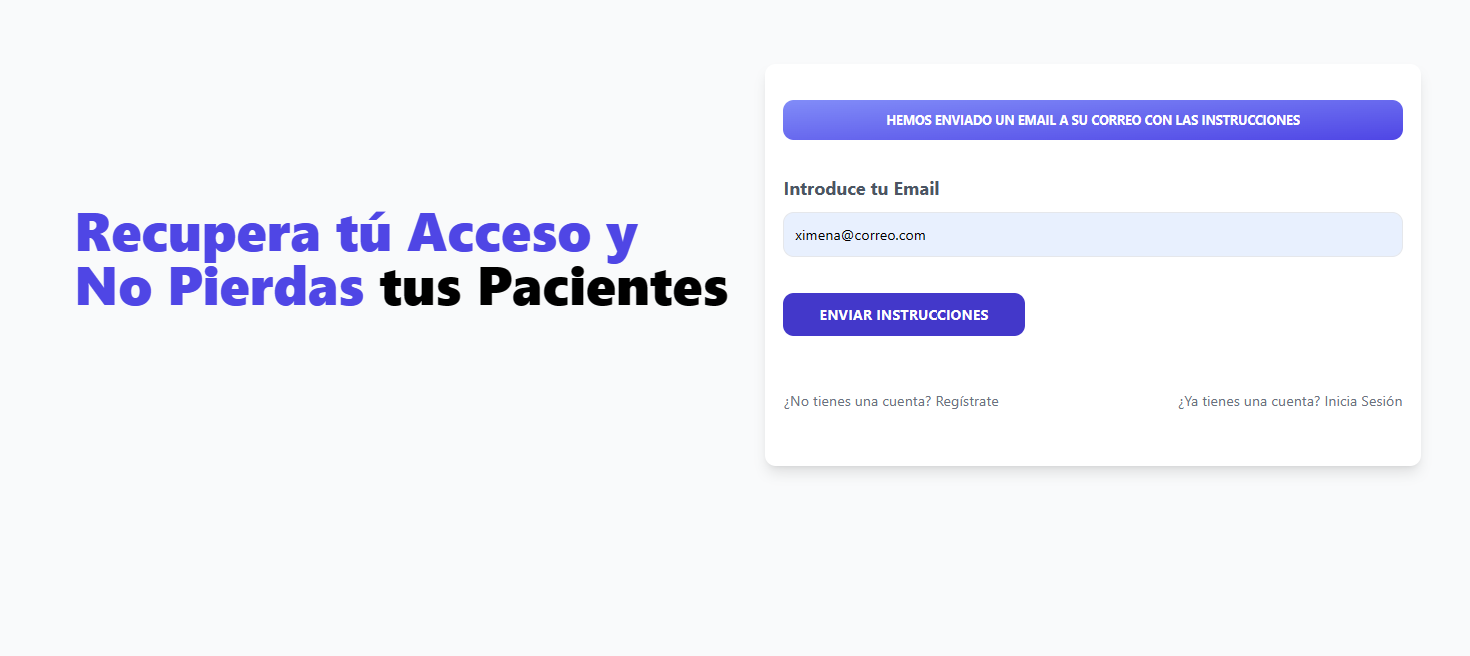 Recupera tú Acceso y
No Pierdas tus Pacientes
HEMOS ENVIADO UN EMAIL A SU CORREO CON LAS INSTRUCCIONES
Introduce tu Email
ximena@correo.com
ENVIAR INSTRUCCIONES
¿No tienes una cuenta? Regístrate
¿Ya tienes una cuenta? Inicia Sesión